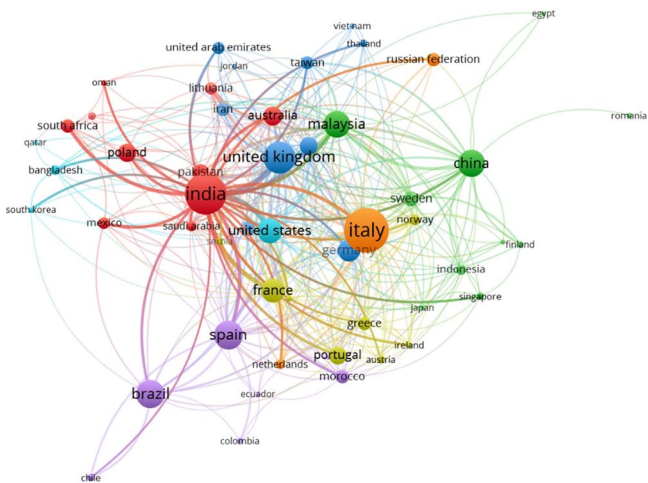 egypt
viet nam
thailand
united arab emirates
russian federation
taiwan
jordan
oman
lithuania
iran
romania
australia
south africa
malaysia
qatar
poland
united kingdom
china
bangladesh
pakistan
india
sweden
south korea
mexico
saudi arabia
norway
united states
italy
serbia
finland
germany
indonesia
france
singapore
japan
greece
spain
ireland
portugal
austria
netherlands
morocco
brazil
ecuador
colombia
chile